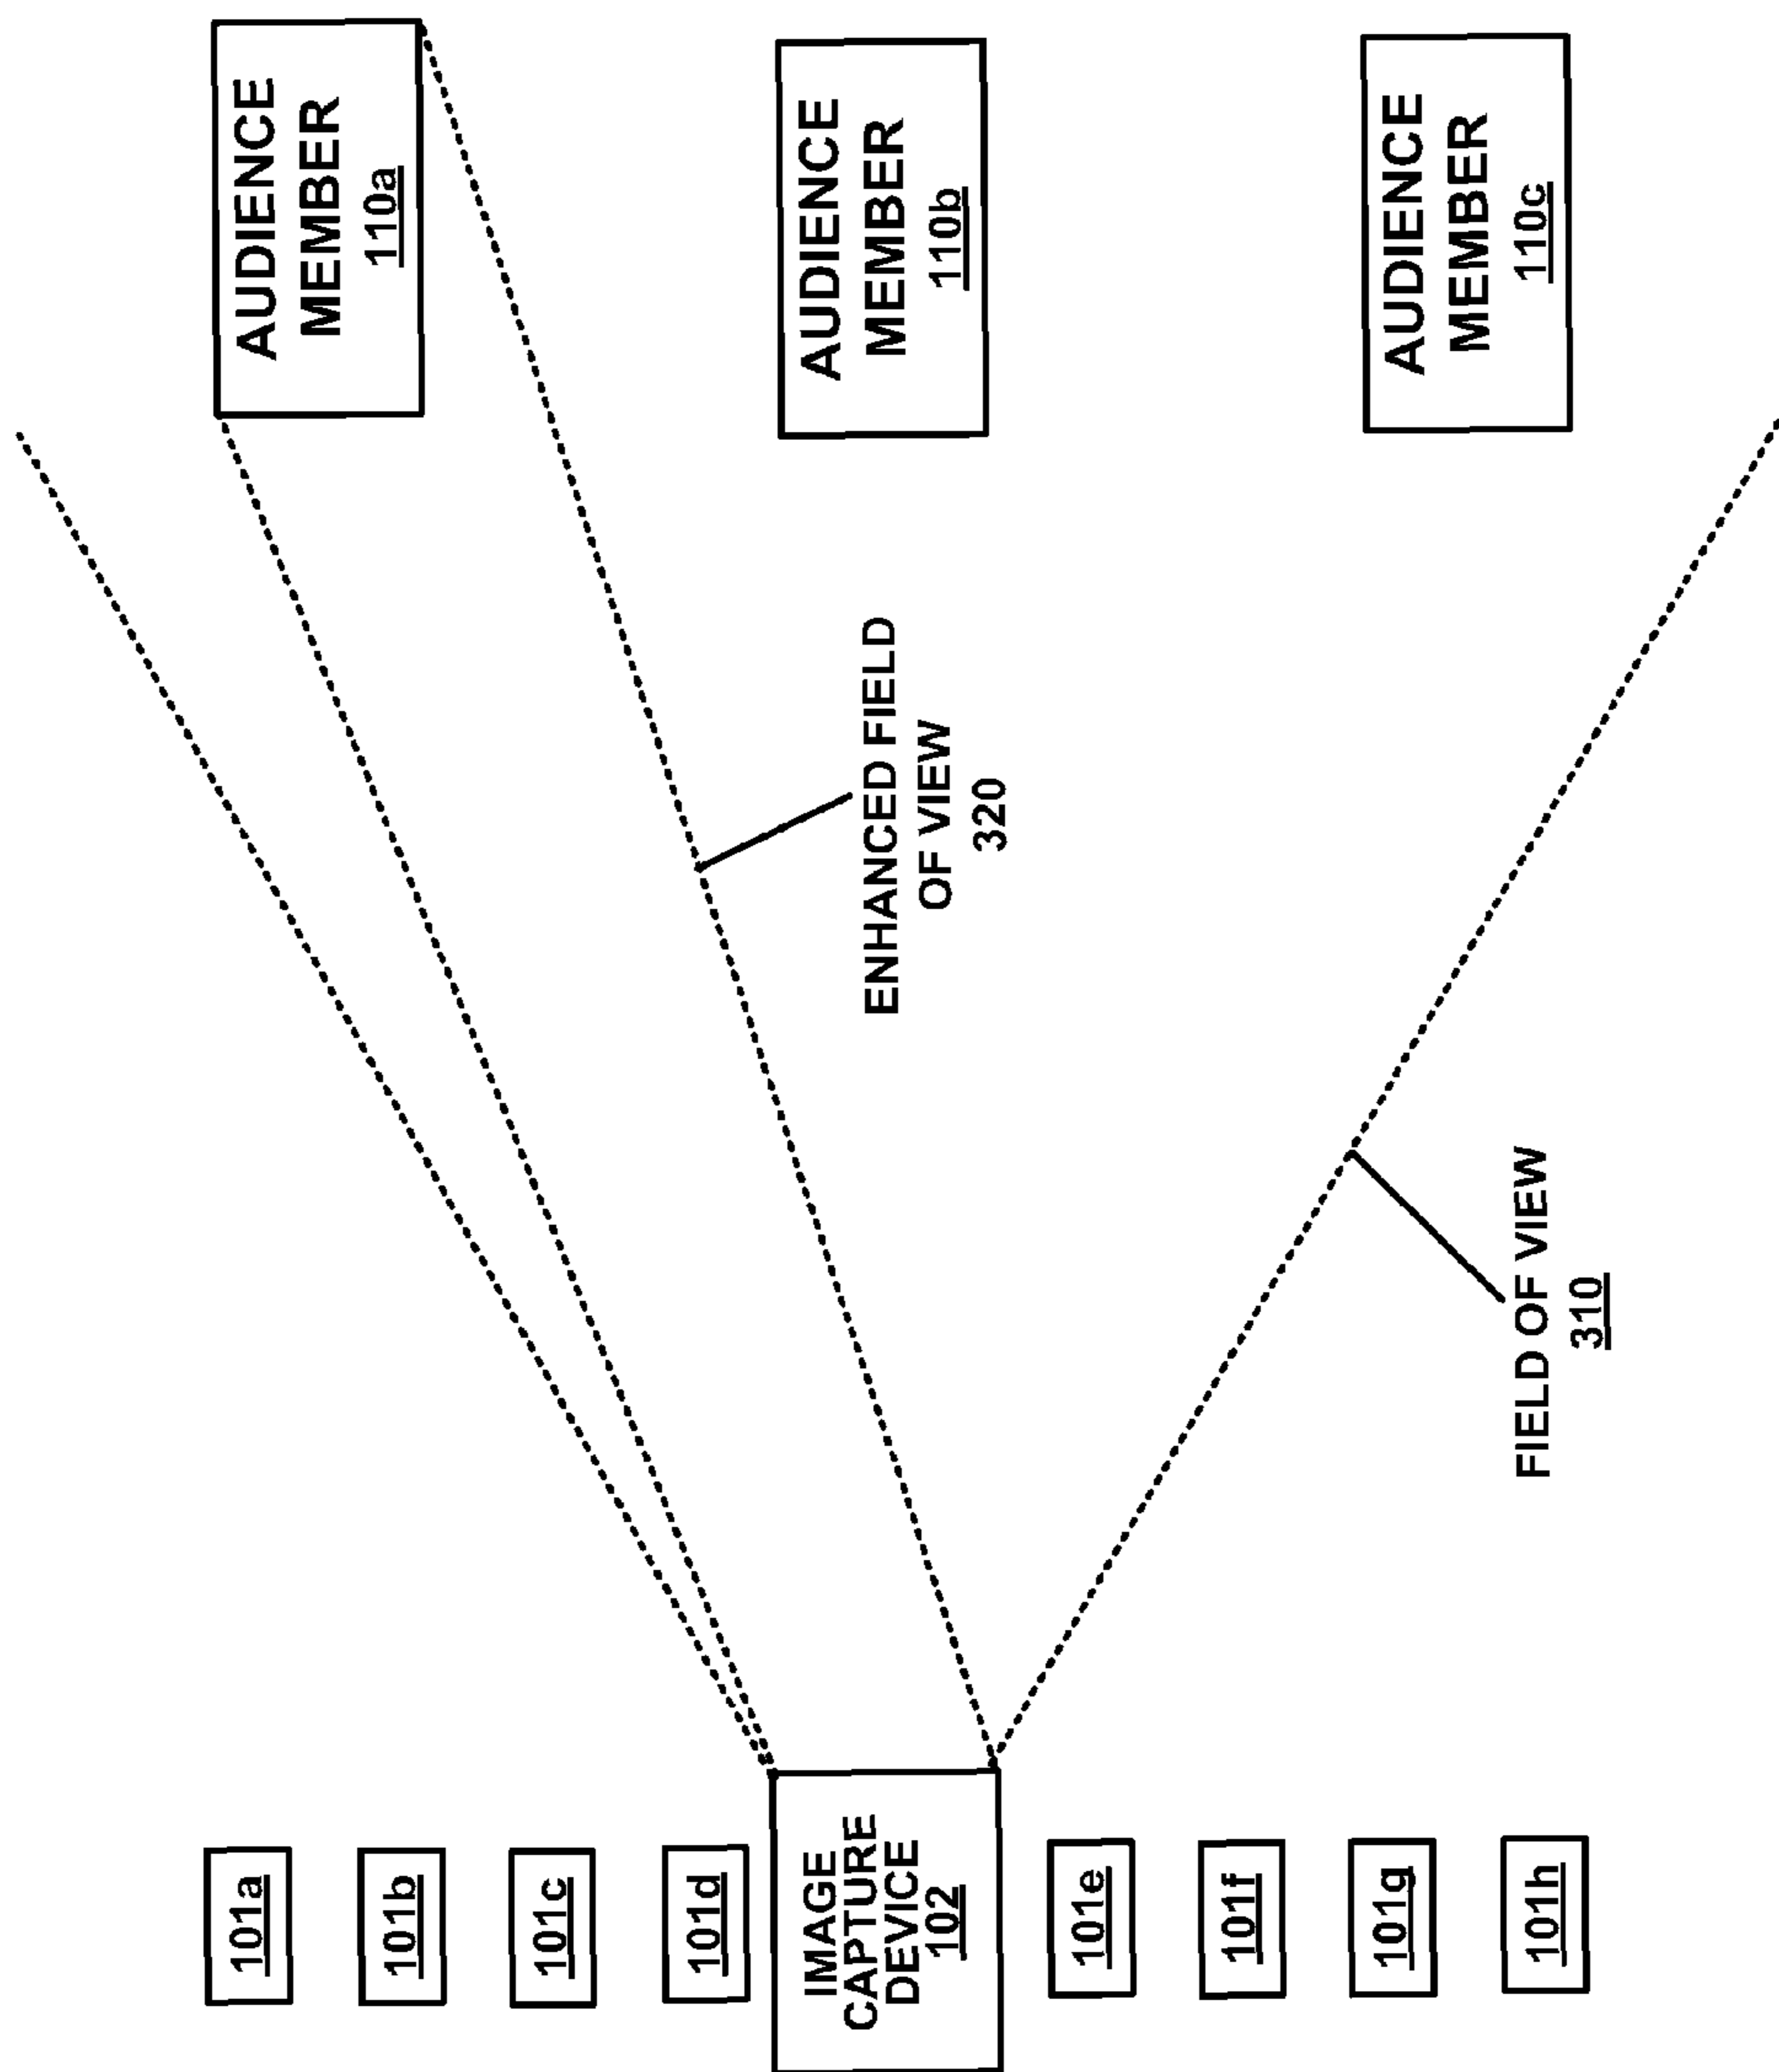 AUDIENCE
MEMBER
110a
AUDIENCE
MEMBER
110b
AUDIENCE
MEMBER
110c
ENHANCED FIELD
OF VIEW
320
FIELD OF VIEW
310
101a
101b
101c
101d
IMAGE
CAPTURE
DEVICE
102
101e
101f
101g
101h